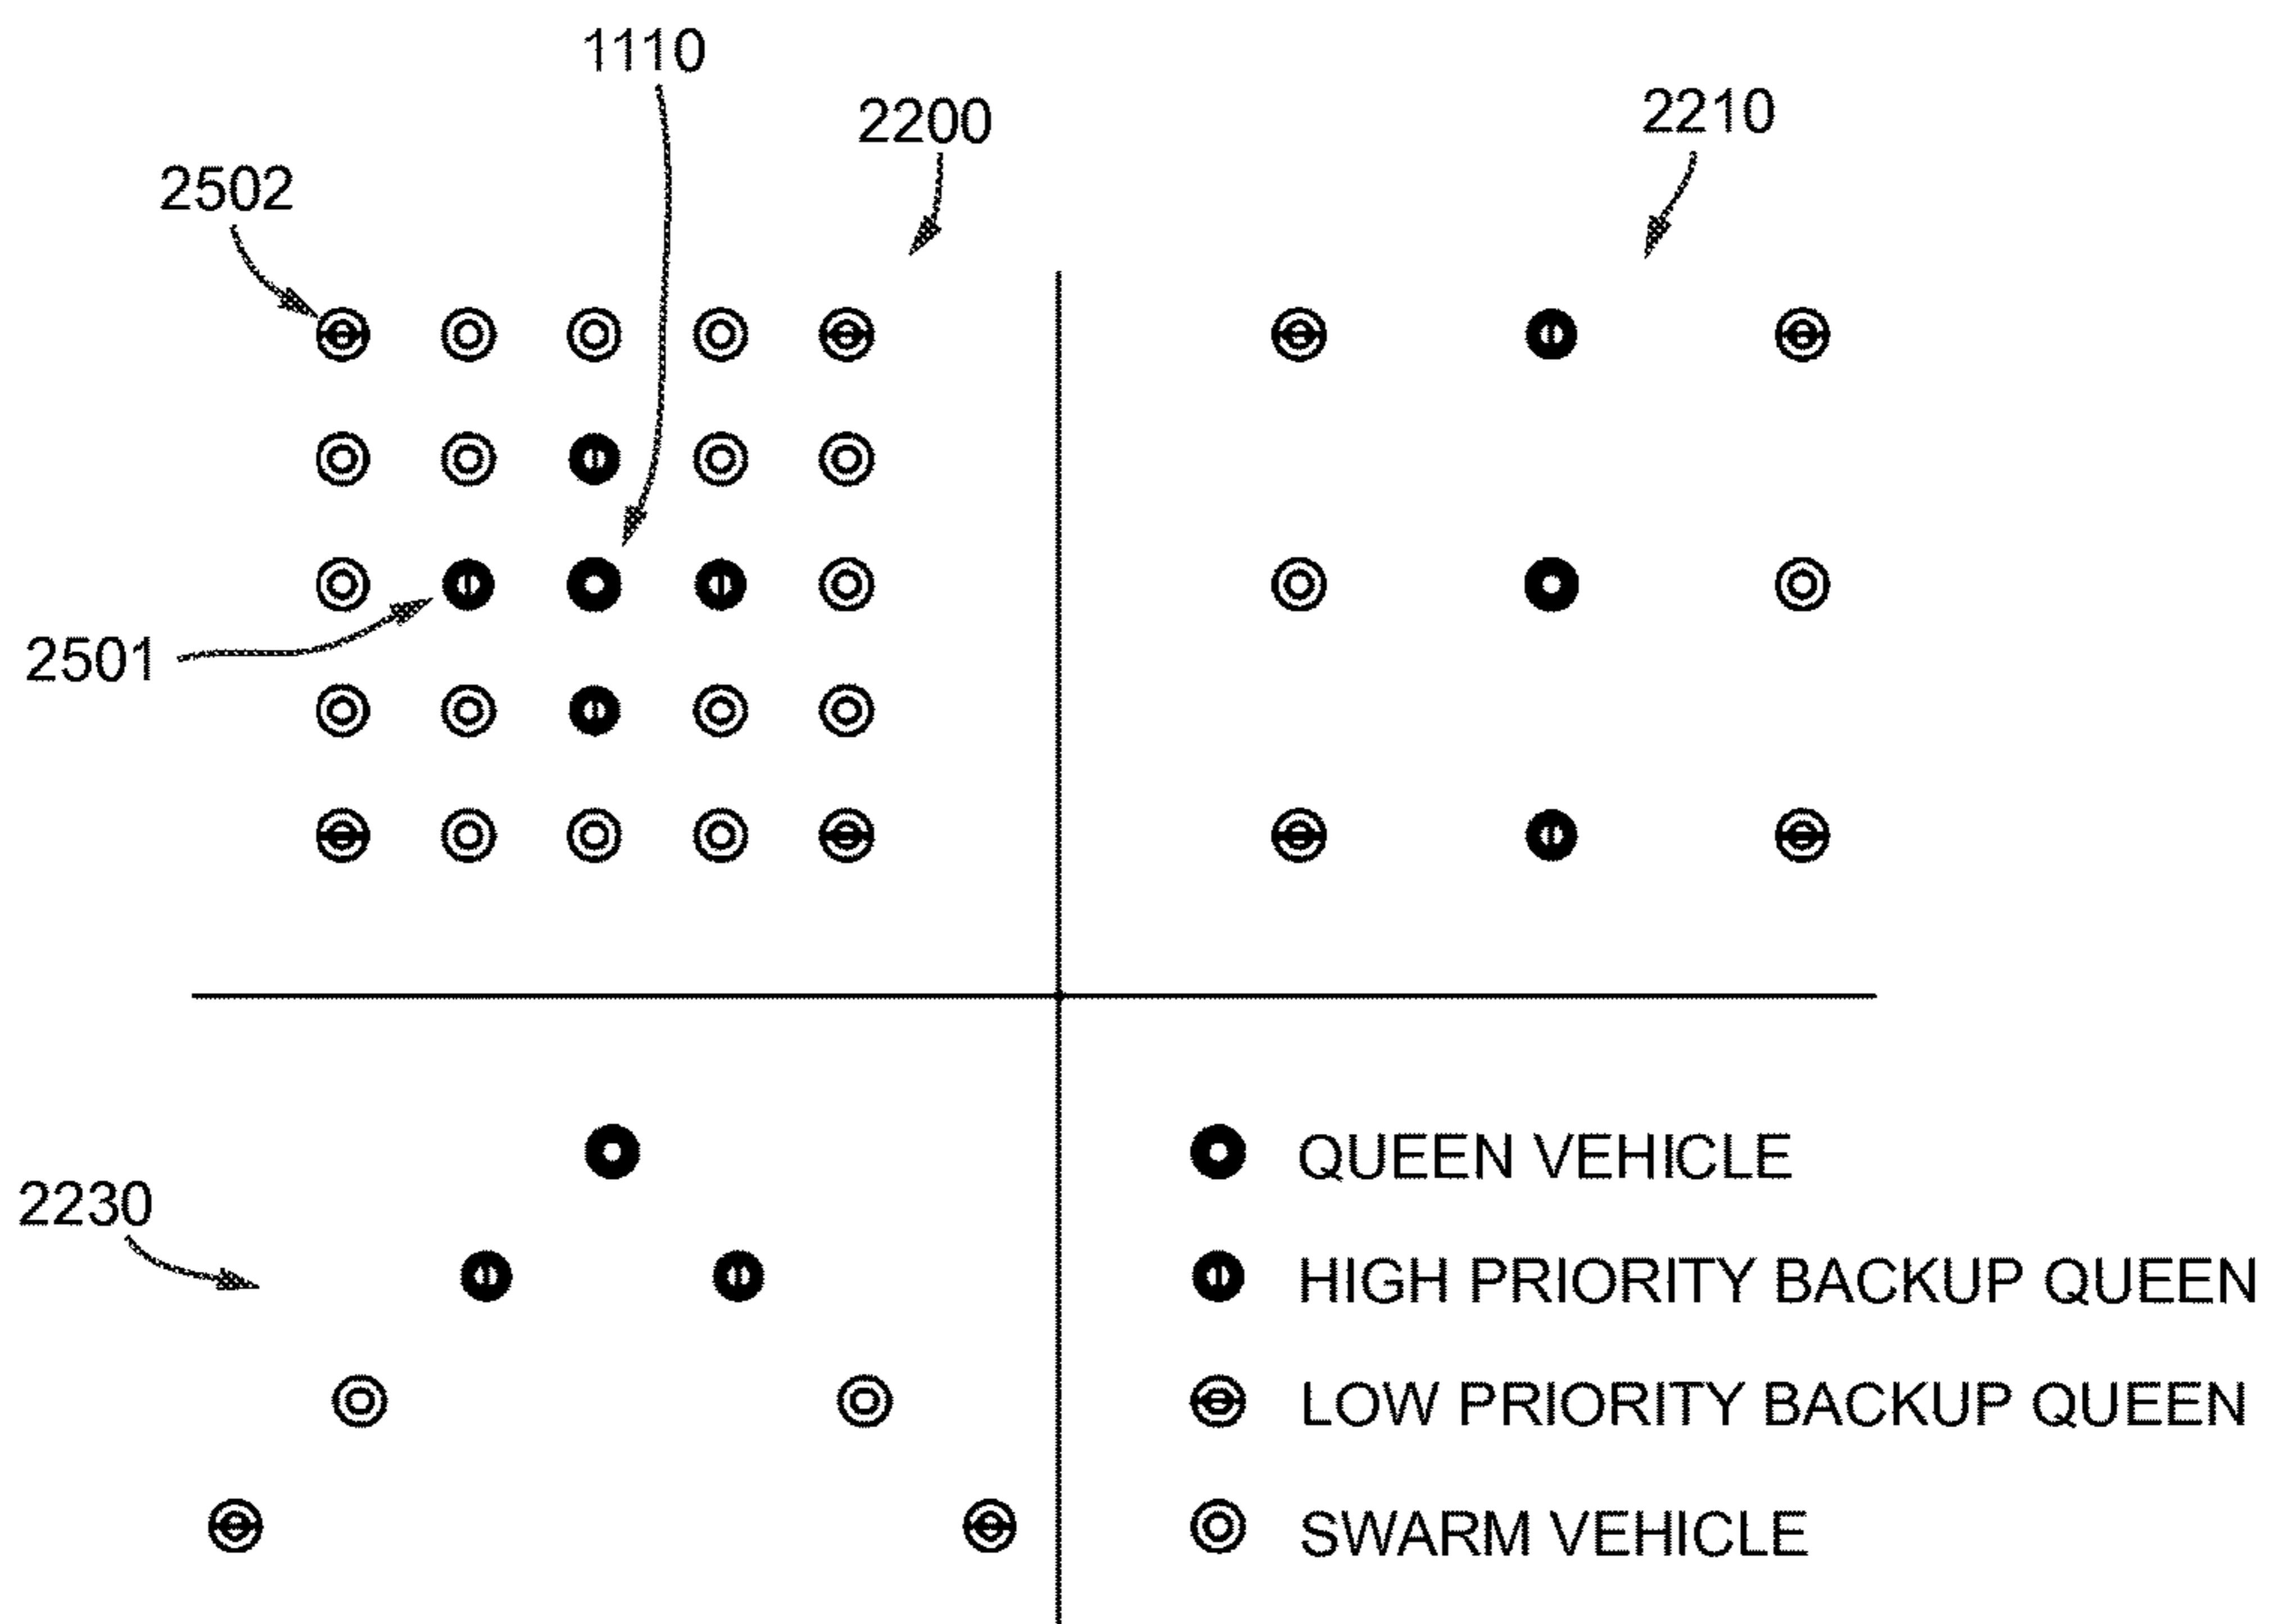 1110
2200
2210
2502
2501
2230
QUEEN VEHICLE
HIGH PRIORITY BACKUP QUEEN
LOW PRIORITY BACKUP QUEEN
SWARM VEHICLE